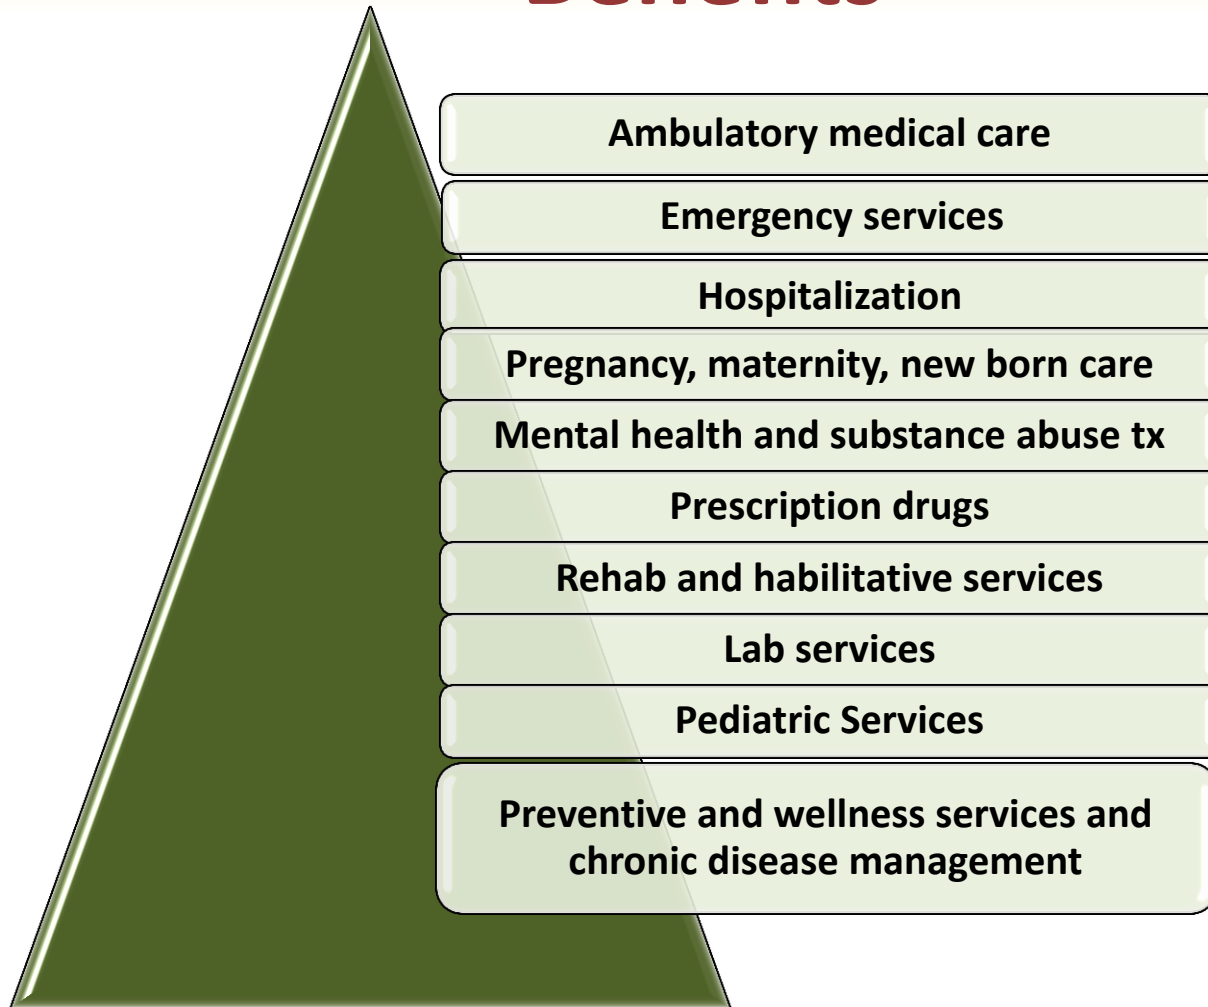 Benefits
Ambulatory medical care
Emergency services
Hospitalization
Pregnancy, maternity, new born care
Mental health and substance abuse tx
Prescription drugs
Rehab and habilitative services
Lab services
Pediatric Services
Preventive and wellness services and
chronic disease management